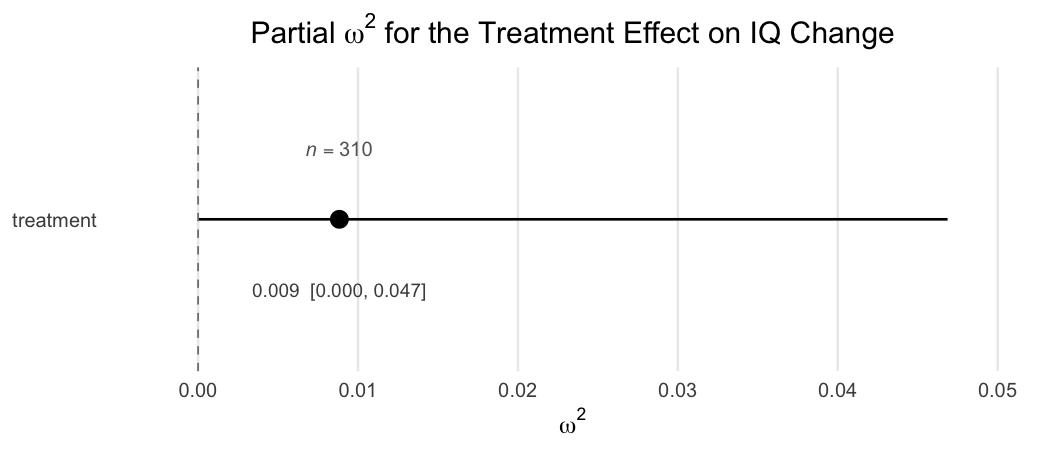 Partial ω² for the Treatment Effect on IQ Change
n = 310
treatment
0.009 [0.000, 0.047]
0.00 0.01 0.02 0.03 0.04 0.05
ω²